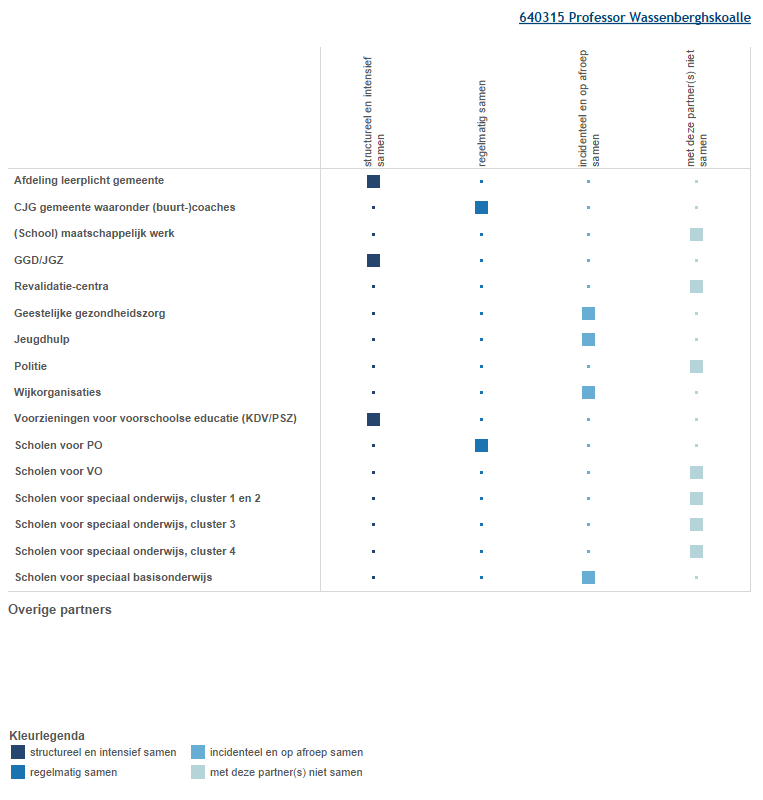 640315 Professor Wassenberghskoalle
structureel en intensief
samen
regelmatig samen
incidenteel en op afroep
samen
met deze partner(s) niet
samen
Afdeling leerplicht gemeente
CJG gemeente waaronder (buurt-)coaches
(School) maatschappelijk werk
GGD/JGZ
Revalidatie-centra
Geestelijke gezondheidszorg
Jeugdhulp
Politie
Wijkorganisaties
Voorzieningen voor voorschoolse educatie (KDV/PSZ)
Scholen voor PO
Scholen voor VO
Scholen voor speciaal onderwijs, cluster 1 en 2
Scholen voor speciaal onderwijs, cluster 3
Scholen voor speciaal onderwijs, cluster 4
Scholen voor speciaal basisonderwijs
Overige partners
Kleurlegenda
structureel en intensief samen
incidenteel en op afroep samen
regelmatig samen
met deze partner(s) niet samen